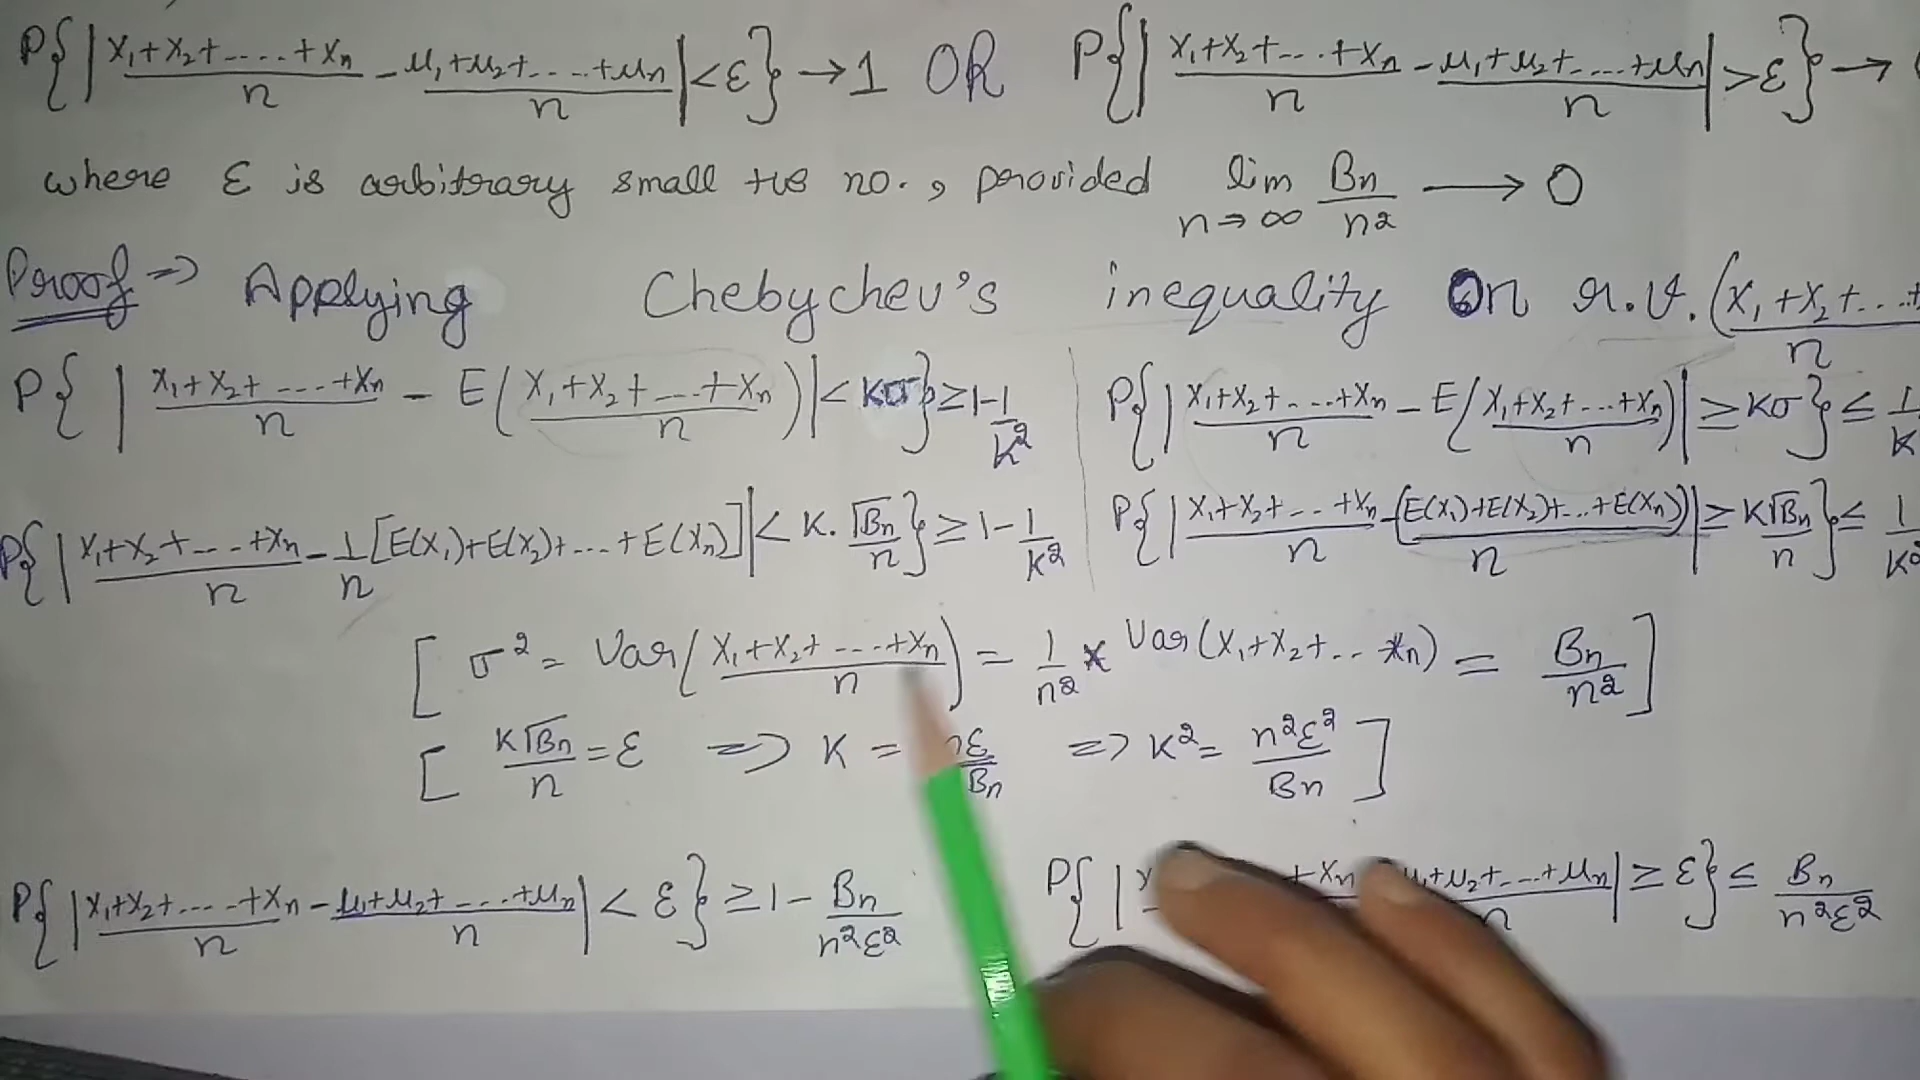 P{|X₁+X₂+....+Xn/n - μ₁+μ₂+....+μn/n|<ε}→1 OR P{|X₁+X₂+....+Xn/n - μ₁+μ₂+....+μn/n|>ε}→
where ε is arbitrary small +ve no., provided lim n→∞ Bn/n² → 0
Proof ⇒ Applying Chebychev's inequality On r.v. (X₁+X₂+...+/n
P{|X₁+X₂+....+Xn/n - E(X₁+X₂+....+Xn/n)|<Kσ}≥1-1/K² P{|X₁+X₂+....+Xn/n - E(X₁+X₂+...+Xn/n)|≥Kσ}≤1/K
P{|X₁+X₂+...+Xn/n - 1/n[E(X₁)+E(X₂)+...+E(Xn)]|<K.√Bn/n}≥1-1/K² P{|X₁+X₂+...+Xn/n - (E(X₁)+E(X₂)+...+E(Xn))/n|≥K√Bn/n}≤1/K²
[σ² = Var(X₁+X₂+....+Xn/n) = 1/n² × Var(X₁+X₂+...Xn) = Bn/n²]
[K√Bn/n = ε ⇒ K = ε/Bn ⇒ K² = n²ε²/Bn]
P{|X₁+X₂+....+Xn/n - μ₁+μ₂+....+μn/n|<ε}≥1-Bn/n²ε² P{| +Xn μ₁+μ₂+...+μn/n|≥ε}≤Bn/n²ε²